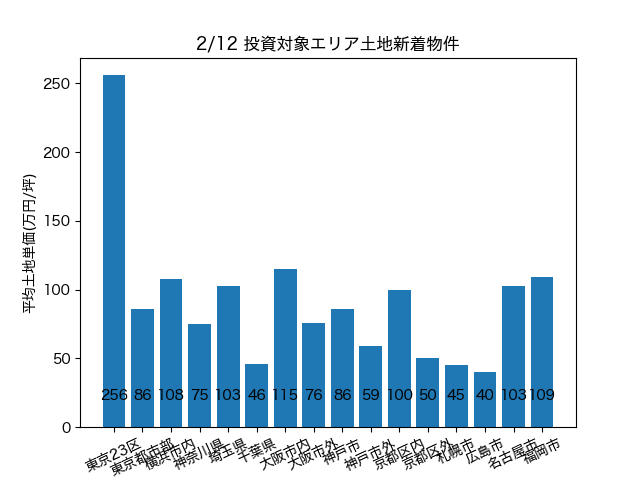 2/12 投資対象エリア土地新着物件
平均土地単価(万円/坪)
250
200
150
100
50
0
256 86 108 75 103 46 115 76 86 59 100 50 45 40 103 109
東京23区
東京都市部
横浜市内
神奈川県
埼玉県
千葉県
大阪市内
大阪市外
神戸市
神戸市外
京都区内
京都区外
札幌市
広島市
名古屋市
福岡市